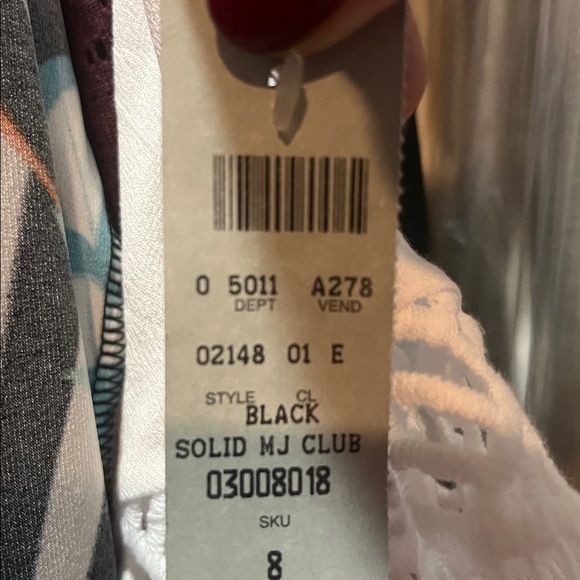 0 5011 A278
DEPT VEND
02148 01 E
STYLE CL
BLACK
SOLID MJ CLUB
03008018
SKU
8